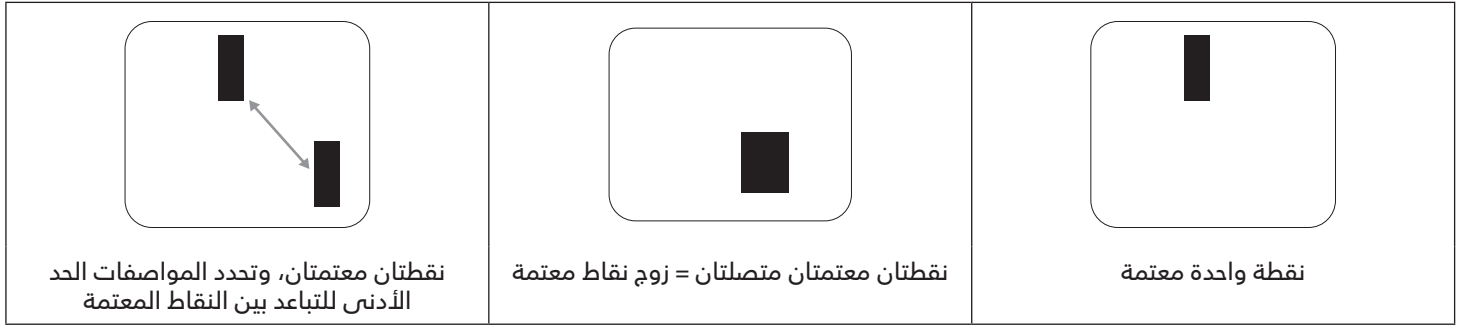 نقطة واحدة معتمة
نقطتان معتمتان متصلتان = زوج نقاط معتمة
نقطتان معتمتان، وتحدد المواصفات الحد
الأدنى للتباعد بين النقاط المعتمة